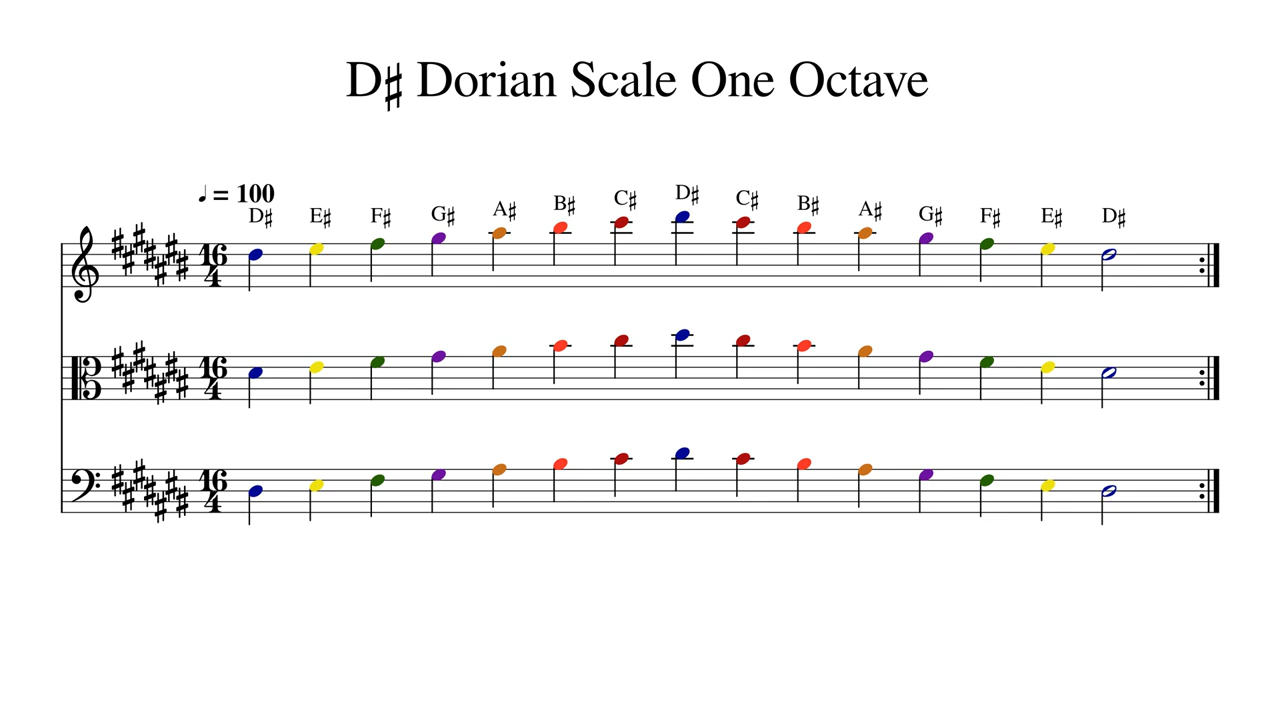 D♯ Dorian Scale One Octave
♩ = 100
D♯ E♯ F♯ G♯ A♯ B♯ C♯ D♯ C♯ B♯ A♯ G♯ F♯ E♯ D♯
16
4
16
4
16
4